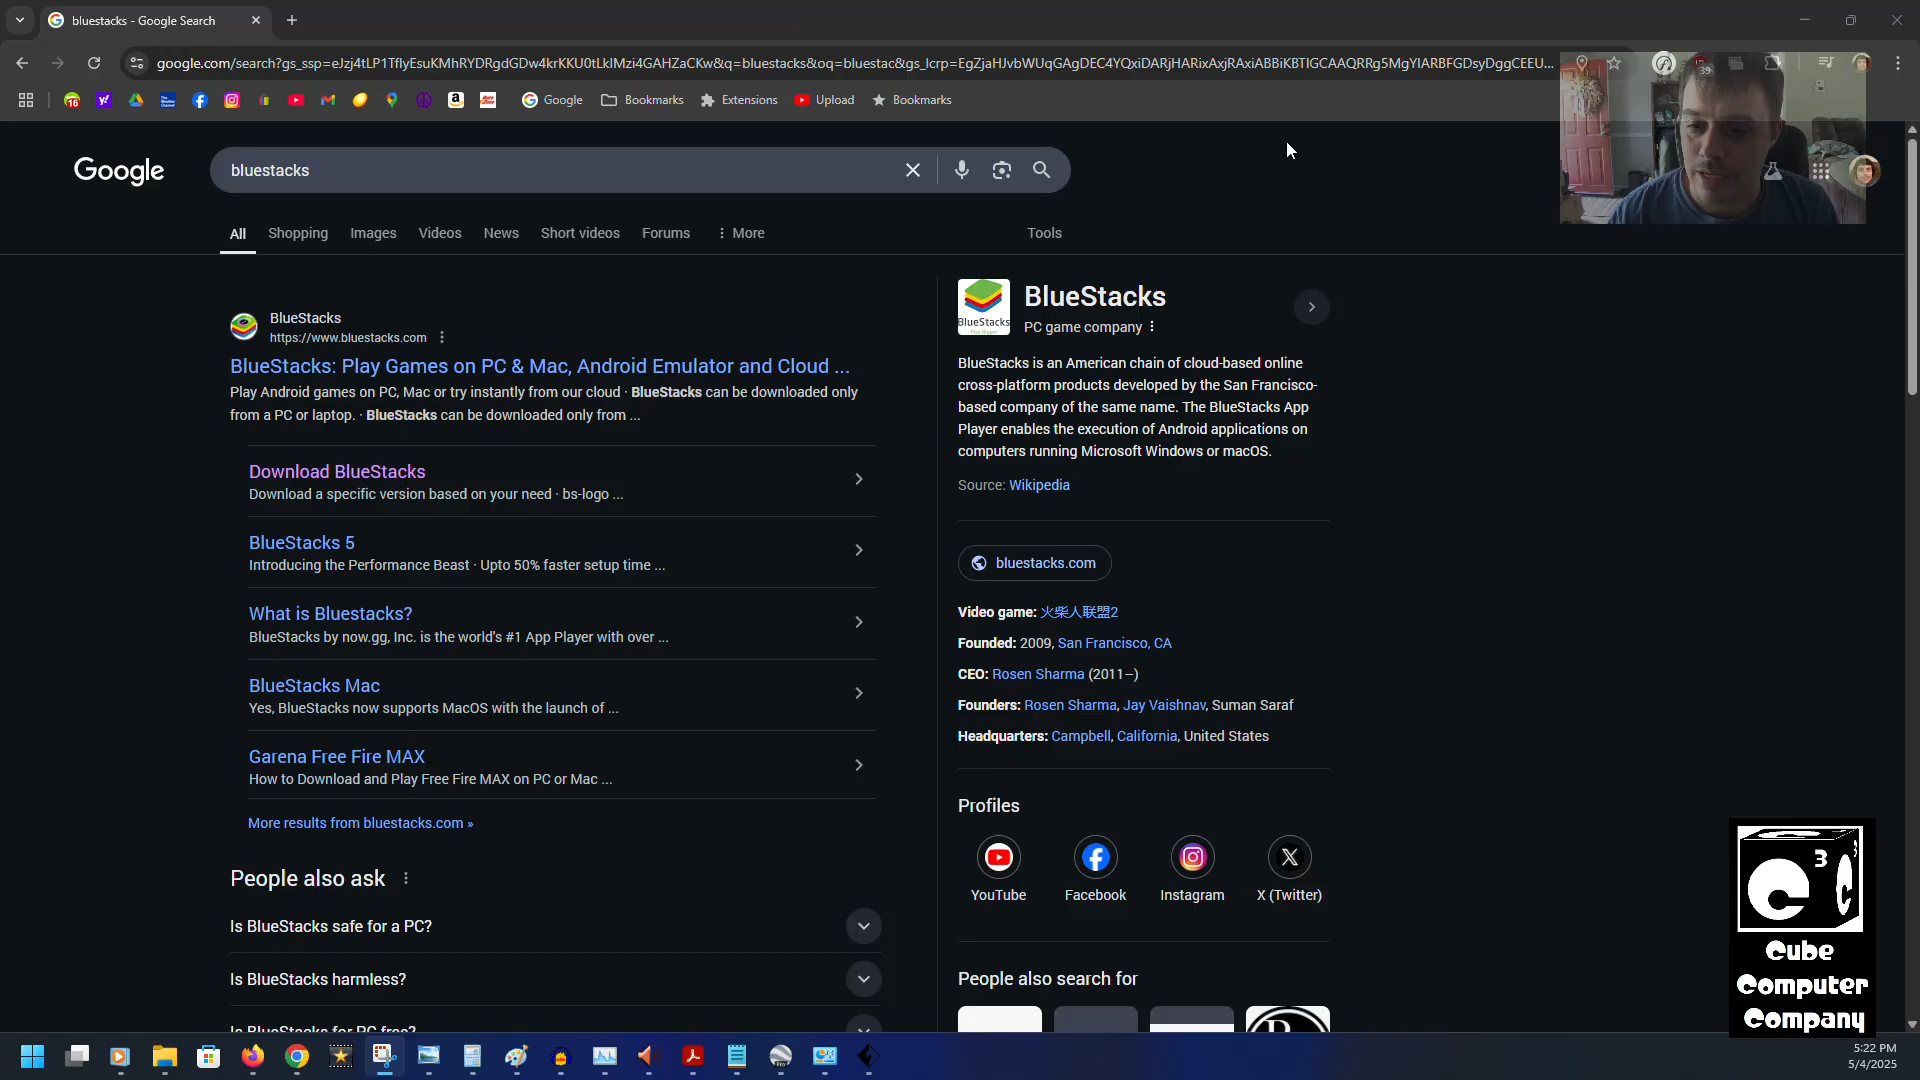 bluestacks - Google Search
google.com/search?gs_ssp=eJzj4tLP1TflyEsuKMhRYDRgdGDw4krKKU0tLklMzi4GAHZaCKw&q=bluestacks&oq=bluestac&gs_lcrp=EgZjaHJvbWUqGAgDEC4YQxiDARjHARixAxjRAxiABBiKBTIGCAAQRRg5MgYIARBFGDsyDggCEEU...
39
16
Google
Bookmarks
Extensions
Upload
Bookmarks
Google
bluestacks
All
Shopping
Images
Videos
News
Short videos
Forums
More
Tools
BlueStacks
https://www.bluestacks.com
BlueStacks: Play Games on PC & Mac, Android Emulator and Cloud ...
Play Android games on PC, Mac or try instantly from our cloud · BlueStacks can be downloaded only
from a PC or laptop. · BlueStacks can be downloaded only from ...
Download BlueStacks
Download a specific version based on your need · bs-logo ...
BlueStacks 5
Introducing the Performance Beast · Upto 50% faster setup time ...
What is Bluestacks?
BlueStacks by now.gg, Inc. is the world's #1 App Player with over ...
BlueStacks Mac
Yes, BlueStacks now supports MacOS with the launch of ...
Garena Free Fire MAX
How to Download and Play Free Fire MAX on PC or Mac ...
More results from bluestacks.com »
People also ask
Is BlueStacks safe for a PC?
Is BlueStacks harmless?
Is BlueStacks for PC free?
BlueStacks
BlueStacks
PC game company
BlueStacks is an American chain of cloud-based online
cross-platform products developed by the San Francisco-
based company of the same name. The BlueStacks App
Player enables the execution of Android applications on
computers running Microsoft Windows or macOS.
Source: Wikipedia
bluestacks.com
Video game: 火柴人联盟2
Founded: 2009, San Francisco, CA
CEO: Rosen Sharma (2011–)
Founders: Rosen Sharma, Jay Vaishnav, Suman Saraf
Headquarters: Campbell, California, United States
Profiles
YouTube
Facebook
Instagram
X (Twitter)
People also search for
C 3 C 3
Cube
Computer
Company
5:22 PM
5/4/2025